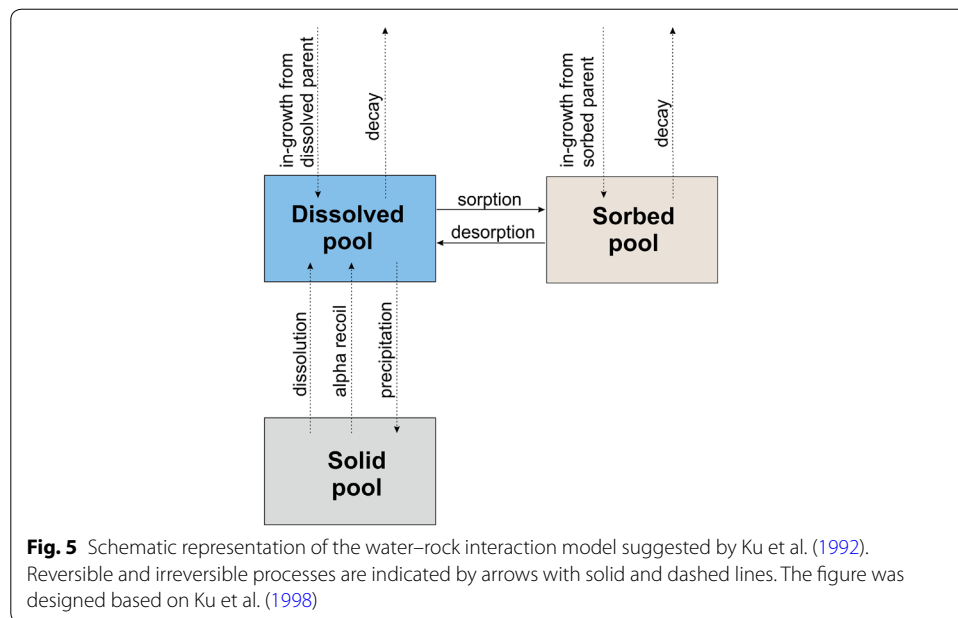 in-growth from
dissolved parent
decay
in-growth from
sorbed parent
decay
Dissolved
pool
sorption
desorption
Sorbed
pool
dissolution
alpha recoil
precipitation
Solid
pool
Fig. 5 Schematic representation of the water–rock interaction model suggested by Ku et al. (1992).
Reversible and irreversible processes are indicated by arrows with solid and dashed lines. The figure was
designed based on Ku et al. (1998)